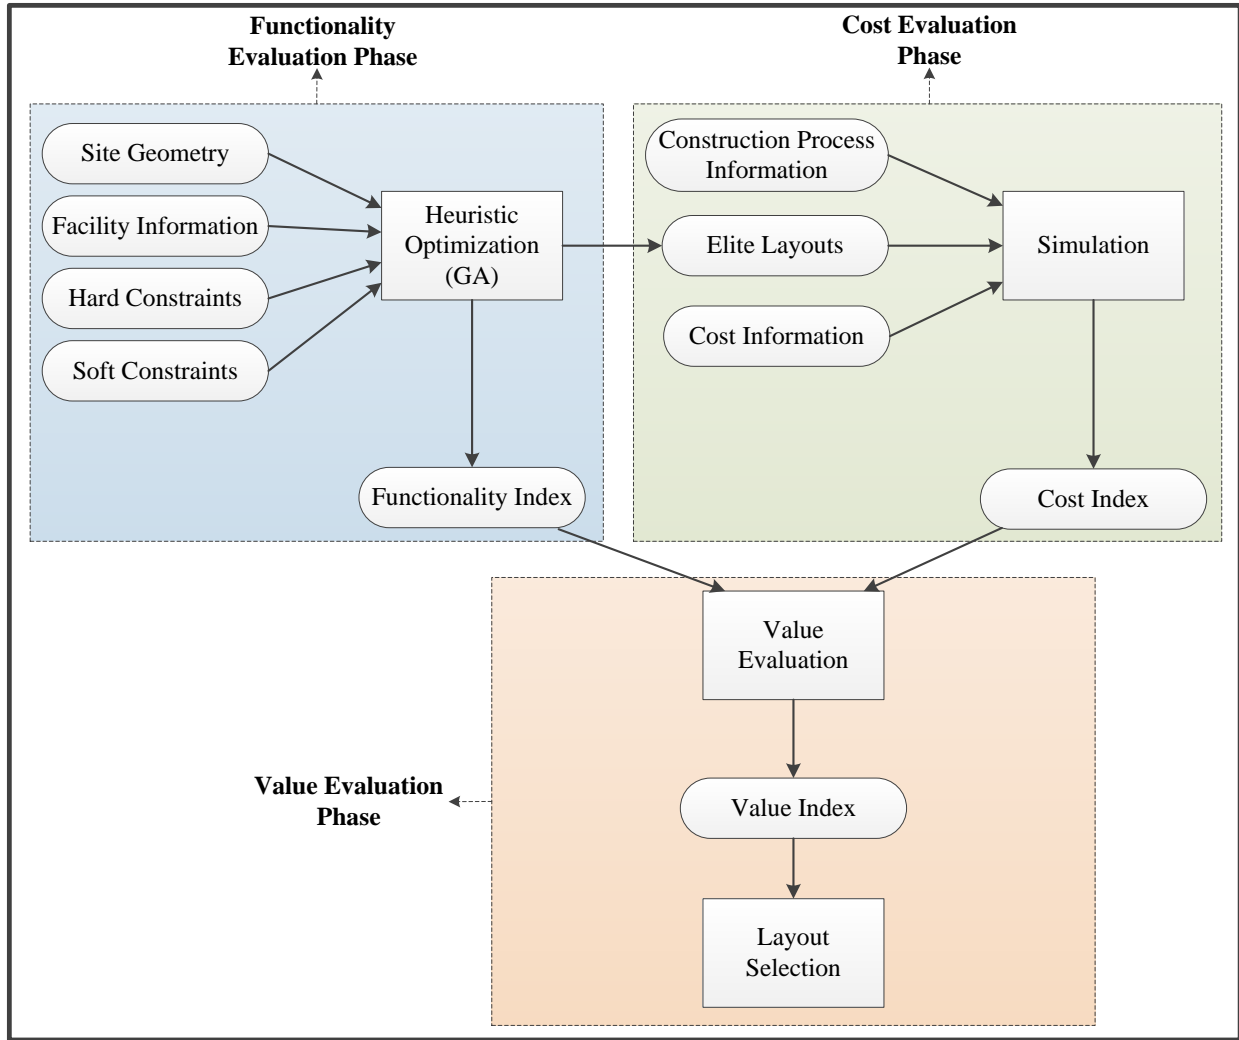 Functionality
Evaluation Phase
Cost Evaluation
Phase
Site Geometry
Facility Information
Hard Constraints
Soft Constraints
Heuristic
Optimization
(GA)
Functionality Index
Construction Process
Information
Elite Layouts
Cost Information
Simulation
Cost Index
Value
Evaluation
Value Evaluation
Phase
Value Index
Layout
Selection